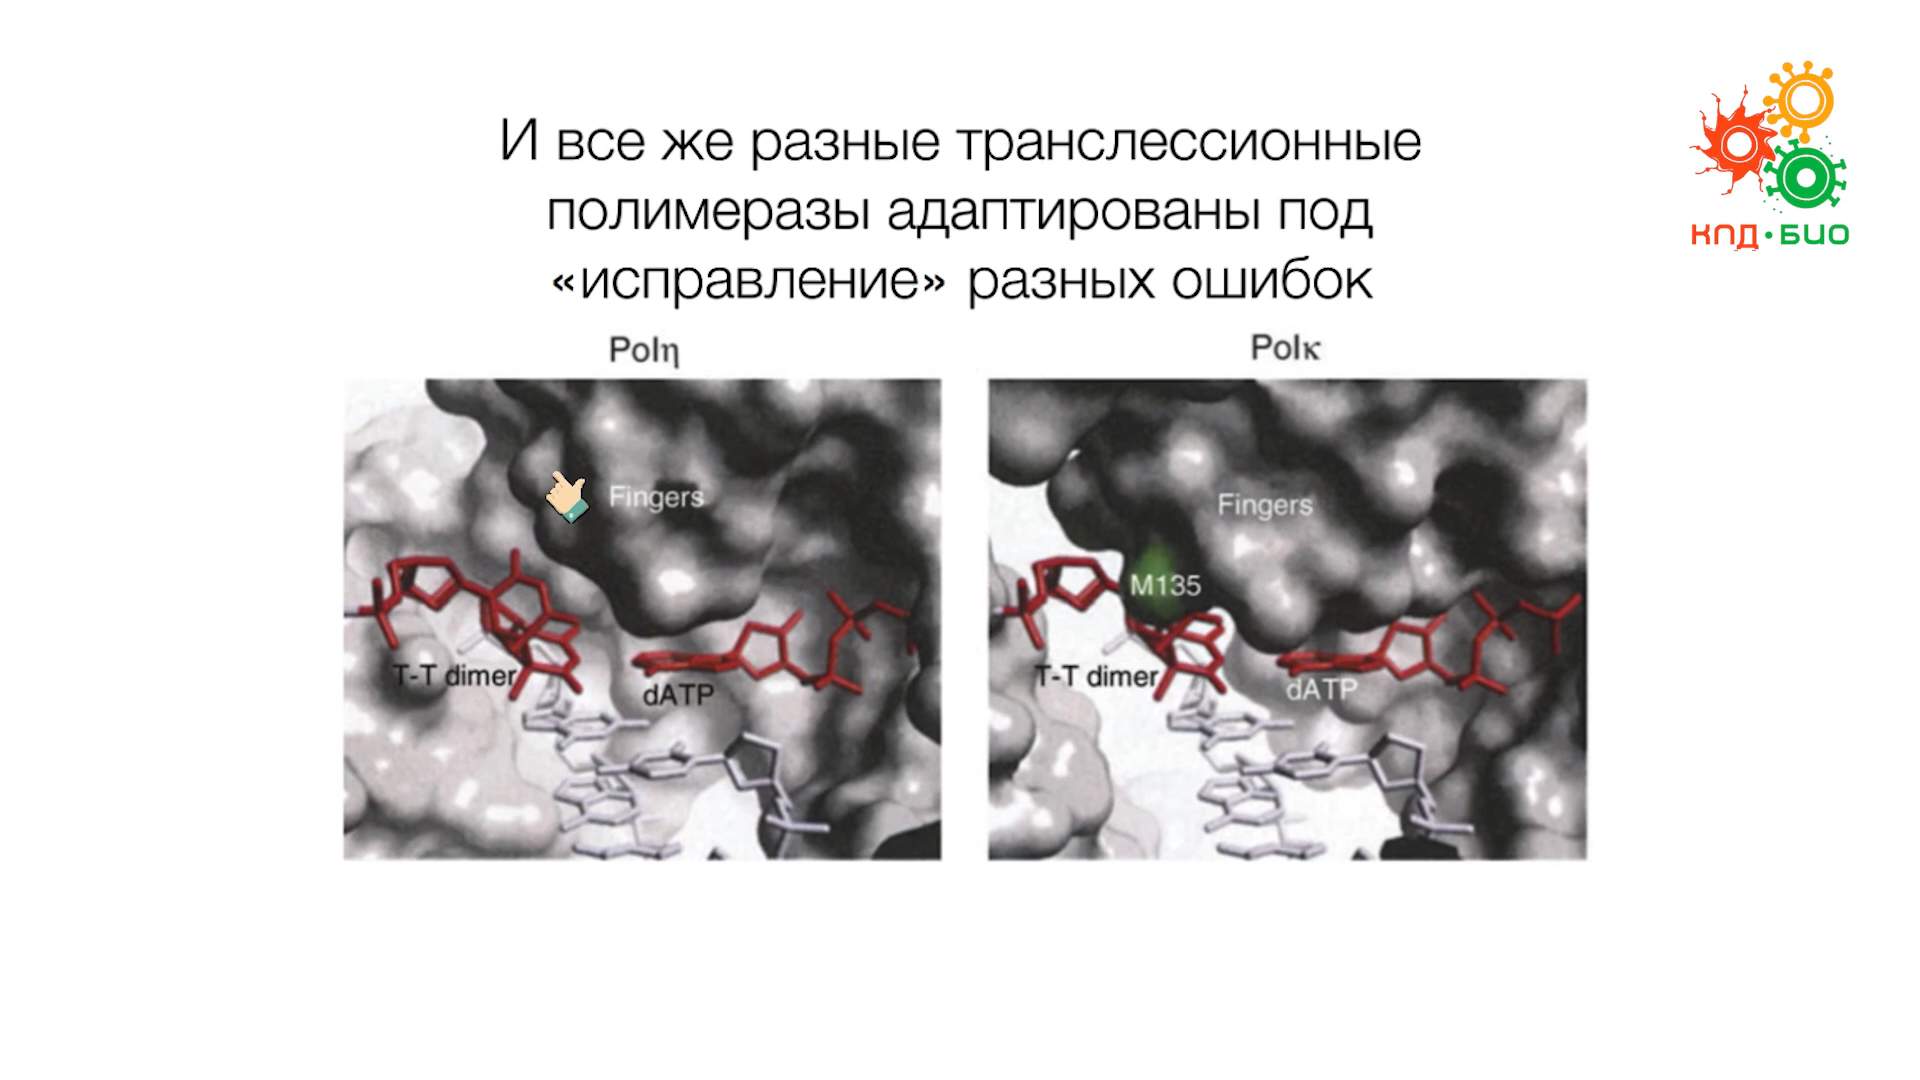 И все же разные транслессионные
полимеразы адаптированы под
«исправление» разных ошибок
КПД·БИО
Polη
Polκ
Fingers
T-T dimer
dATP
Fingers
M135
T-T dimer
dATP